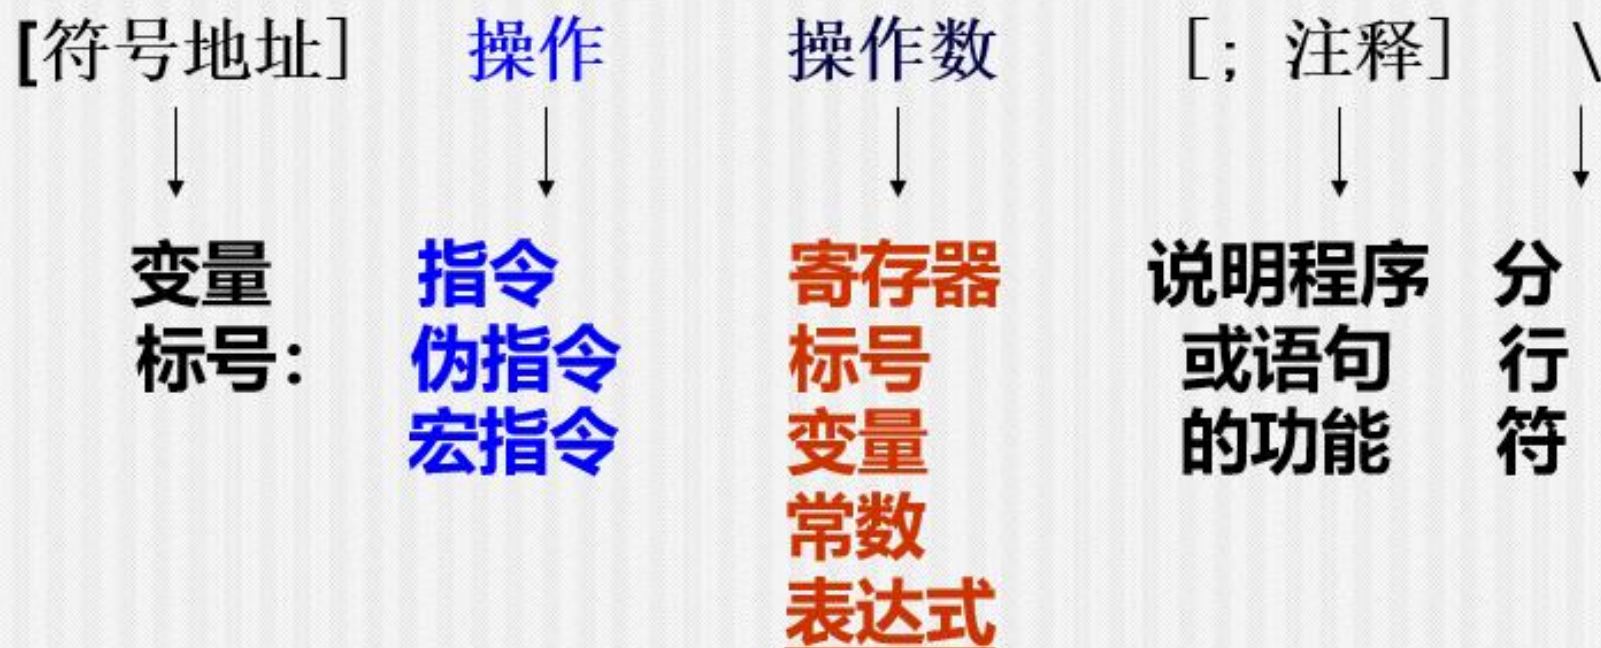 [符号地址] 操作 操作数 [; 注释] \
变量 指令 寄存器 说明程序 分
标号: 伪指令 标号 或语句 行
宏指令 变量 的功能 符
常数
表达式